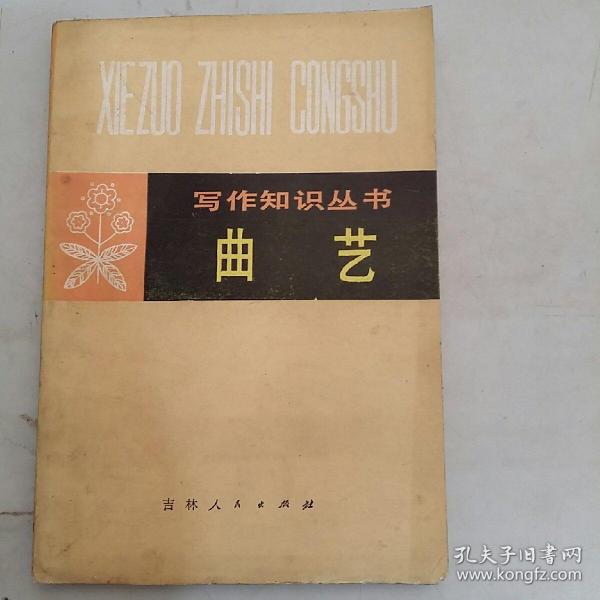 XIEZUO ZHISHI CONGSHU
写作知识丛书
曲艺
吉林人民出版社
孔夫子旧书网
www.kongfz.com